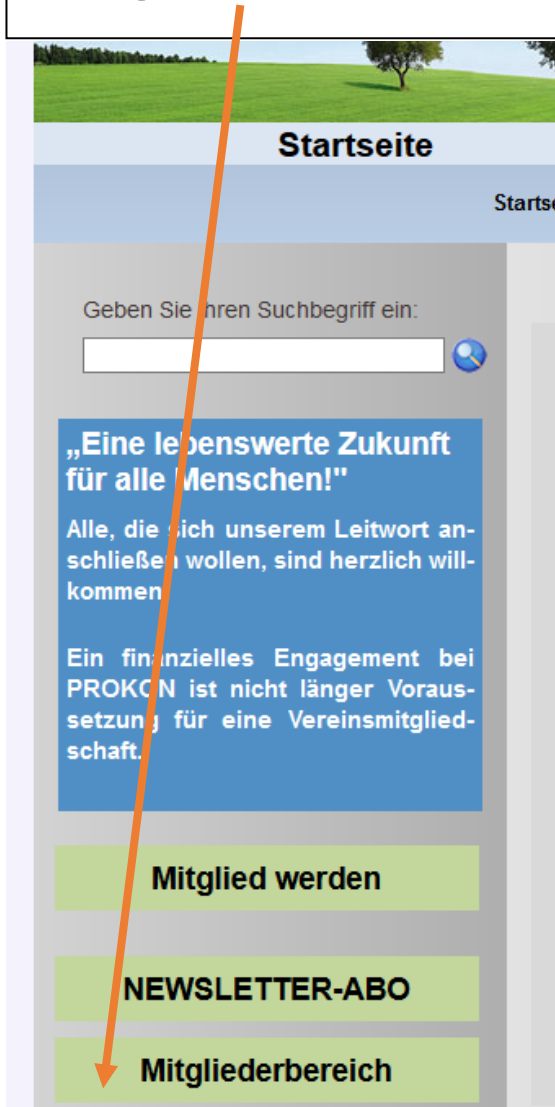 Startseite
Geben Sie Ihren Suchbegriff ein:
„Eine lebenswerte Zukunft
für alle Menschen!"
Alle, die sich unserem Leitwort an-
schließen wollen, sind herzlich will-
kommen
Ein finanzielles Engagement bei
PROKON ist nicht länger Voraus-
setzung für eine Vereinsmitglied-
schaft.
Mitglied werden
NEWSLETTER-ABO
Mitgliederbereich